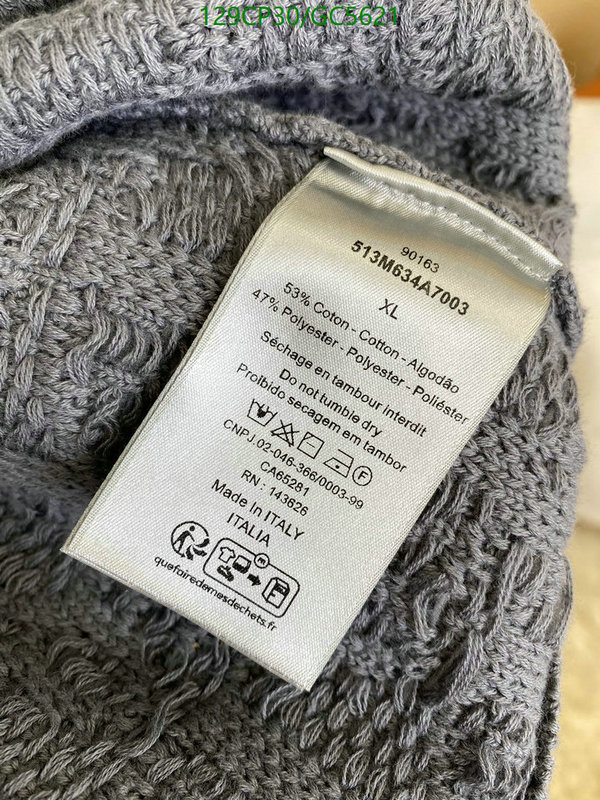 129CP30/GC5621
90163
513M634A7003
XL
53% Coton - Cotton - Algodão
47% Polyester - Polyester - Poliéster
Séchage en tambour interdit
Do not tumble dry
Proibido secagem em tambor
F
CNPJ.02-046-366/0003-99
CA65281
RN : 143626
Made in ITALY
ITALIA
quefairedemesdechets.fr